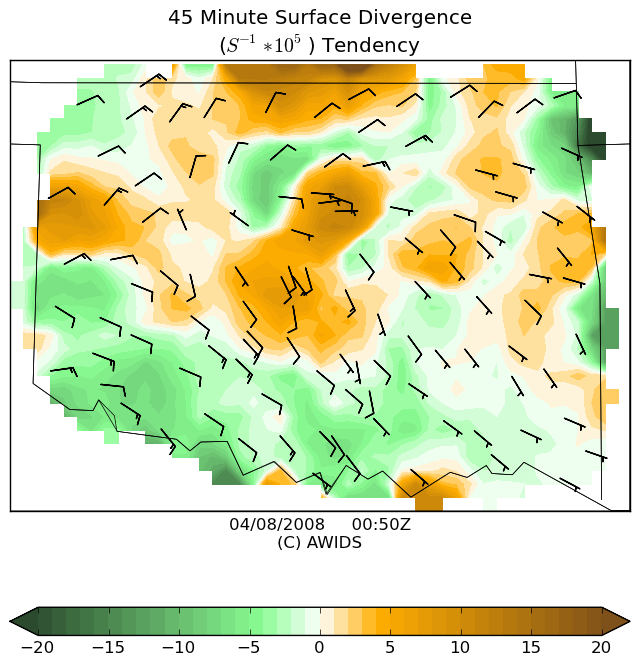 45 Minute Surface Divergence
(S⁻¹ * 10⁵ ) Tendency
04/08/2008 00:50Z
(C) AWIDS
−20 −15 −10 −5 0 5 10 15 20